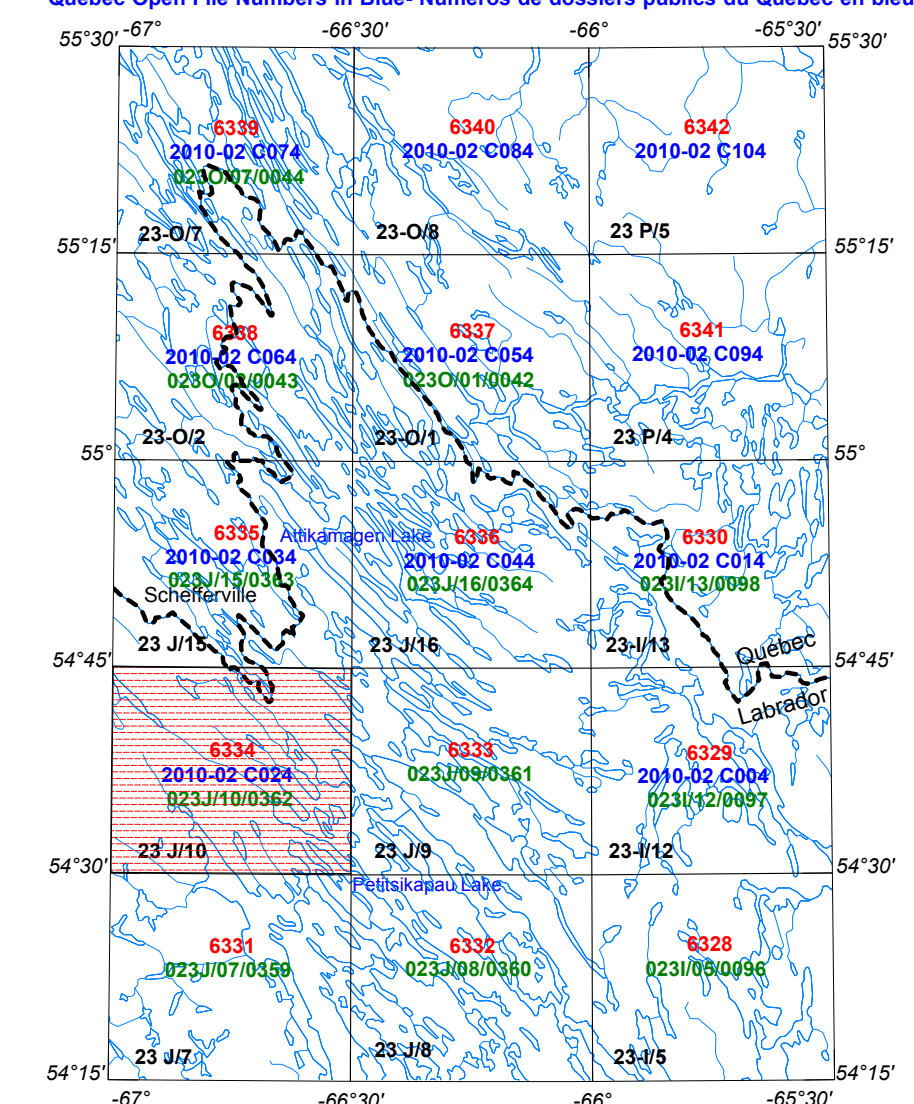 Quebec Open File Numbers in Blue- Numéros de dossiers publics du Québec en bleu
-67° -66°30' -66° -65°30'
55°30' 55°30'
6339 6340 6342
2010-02 C074 2010-02 C084 2010-02 C104
023O/07/0044
23-O/7 23-O/8 23 P/5
55°15' 55°15'
6338 6337 6341
2010-02 C064 2010-02 C054 2010-02 C094
023O/02/0043 023O/01/0042
23-O/2 23-O/1 23 P/4
55° 55°
6335 Attikamagen Lake 6336 6330
2010-02 C034 2010-02 C044 2010-02 C014
023J/15/0363 023J/16/0364 023I/13/0098
Schefferville
23 J/15 23 J/16 23-I/13 Québec
54°45' 54°45'
Labrador
6334 6333 6329
2010-02 C024 023J/09/0361 2010-02 C004
023J/10/0362 023I/12/0097
23 J/10 23 J/9 23-I/12
54°30' 54°30'
Petitsikapau Lake
6331 6332 6328
023J/07/0359 023J/08/0360 023I/05/0096
23 J/7 23 J/8 23-I/5
54°15' 54°15'
-67° -66°30' -66° -65°30'